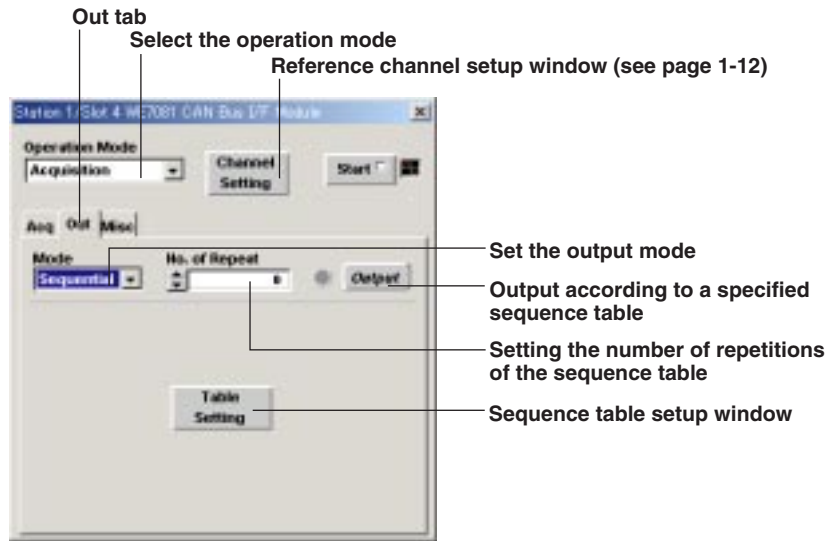 Out tab
Select the operation mode
Reference channel setup window (see page 1-12)
Station 1/Slot 4 WE7081 CAN Bus I/F Module
Operation Mode
Acquisition
Channel
Setting
Start
Acq Out Misc
Mode
No. of Repeat
Sequential
0
Output
Set the output mode
Output according to a specified
sequence table
Setting the number of repetitions
of the sequence table
Table
Setting
Sequence table setup window